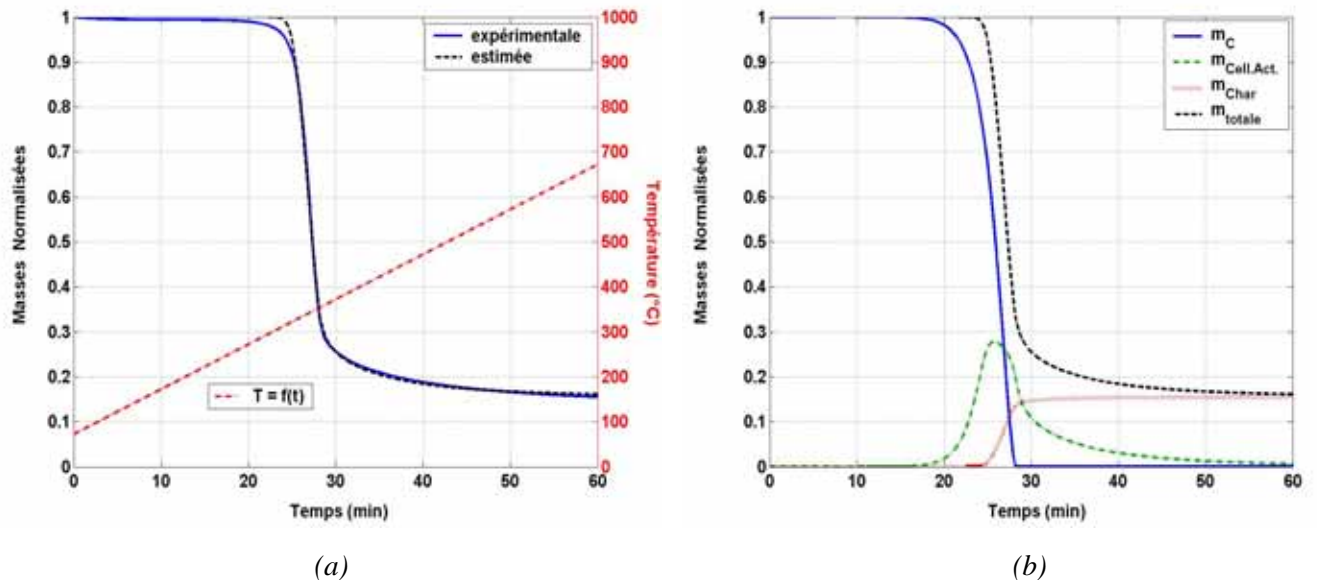 1
0.9
0.8
0.7
0.6
0.5
0.4
0.3
0.2
0.1
0
Masses Normalisées
0 10 20 30 40 50 60
Temps (min)
1000
900
800
700
600
500
400
300
200
100
0
Température (°C)
expérimentale
estimée
T = f(t)
(a)
1
0.9
0.8
0.7
0.6
0.5
0.4
0.3
0.2
0.1
0
Masses Normalisées
0 10 20 30 40 50 60
Temps (min)
m_C
m_Cell.Act.
m_Char
m_totale
(b)